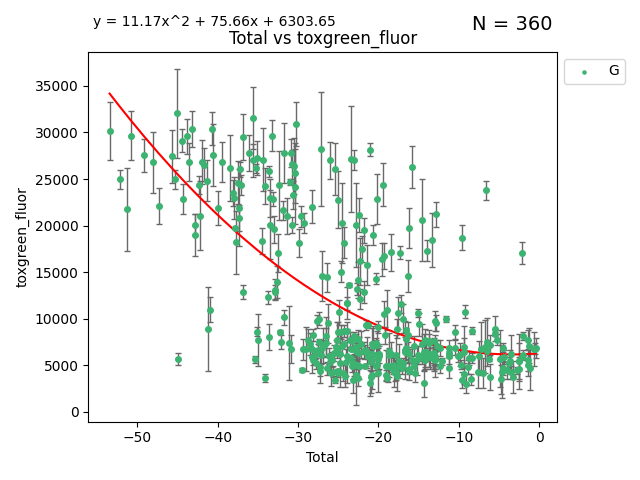 y = 11.17x^2 + 75.66x + 6303.65
N = 360
Total vs toxgreen_fluor
G
35000
30000
25000
20000
15000
10000
5000
0
toxgreen_fluor
−50 −40 −30 −20 −10 0
Total